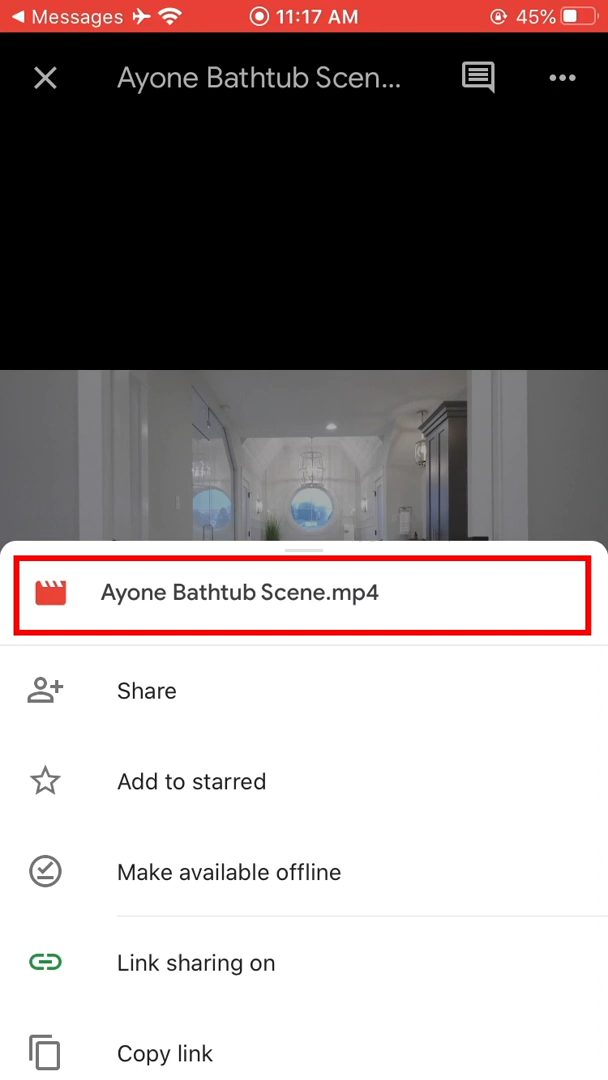 Messages 11:17 AM 45%
Ayone Bathtub Scen...
Ayone Bathtub Scene.mp4
Share
Add to starred
Make available offline
Link sharing on
Copy link